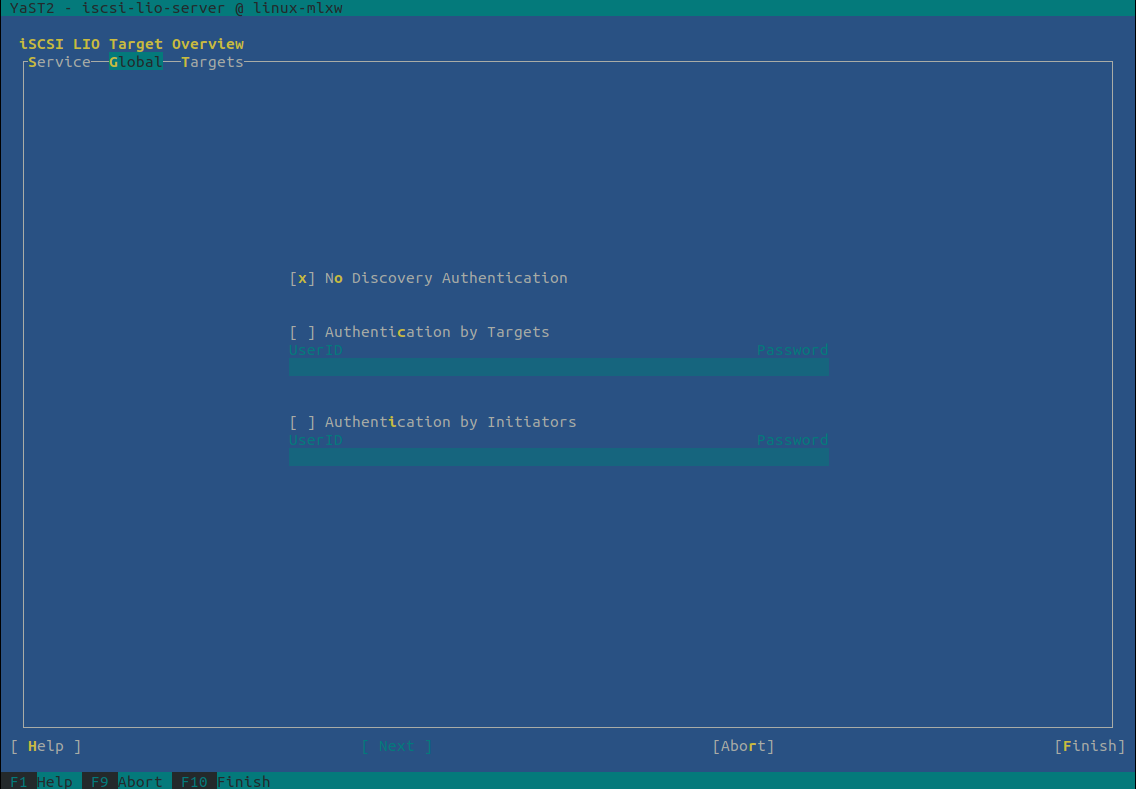 YaST2 - iscsi-lio-server @ linux-mlxw
iSCSI LIO Target Overview
Service Global Targets
[x] No Discovery Authentication
[ ] Authentication by Targets
UserID Password
[ ] Authentication by Initiators
UserID Password
[ Help ] [ Next ] [Abort] [Finish]
F1 Help F9 Abort F10 Finish